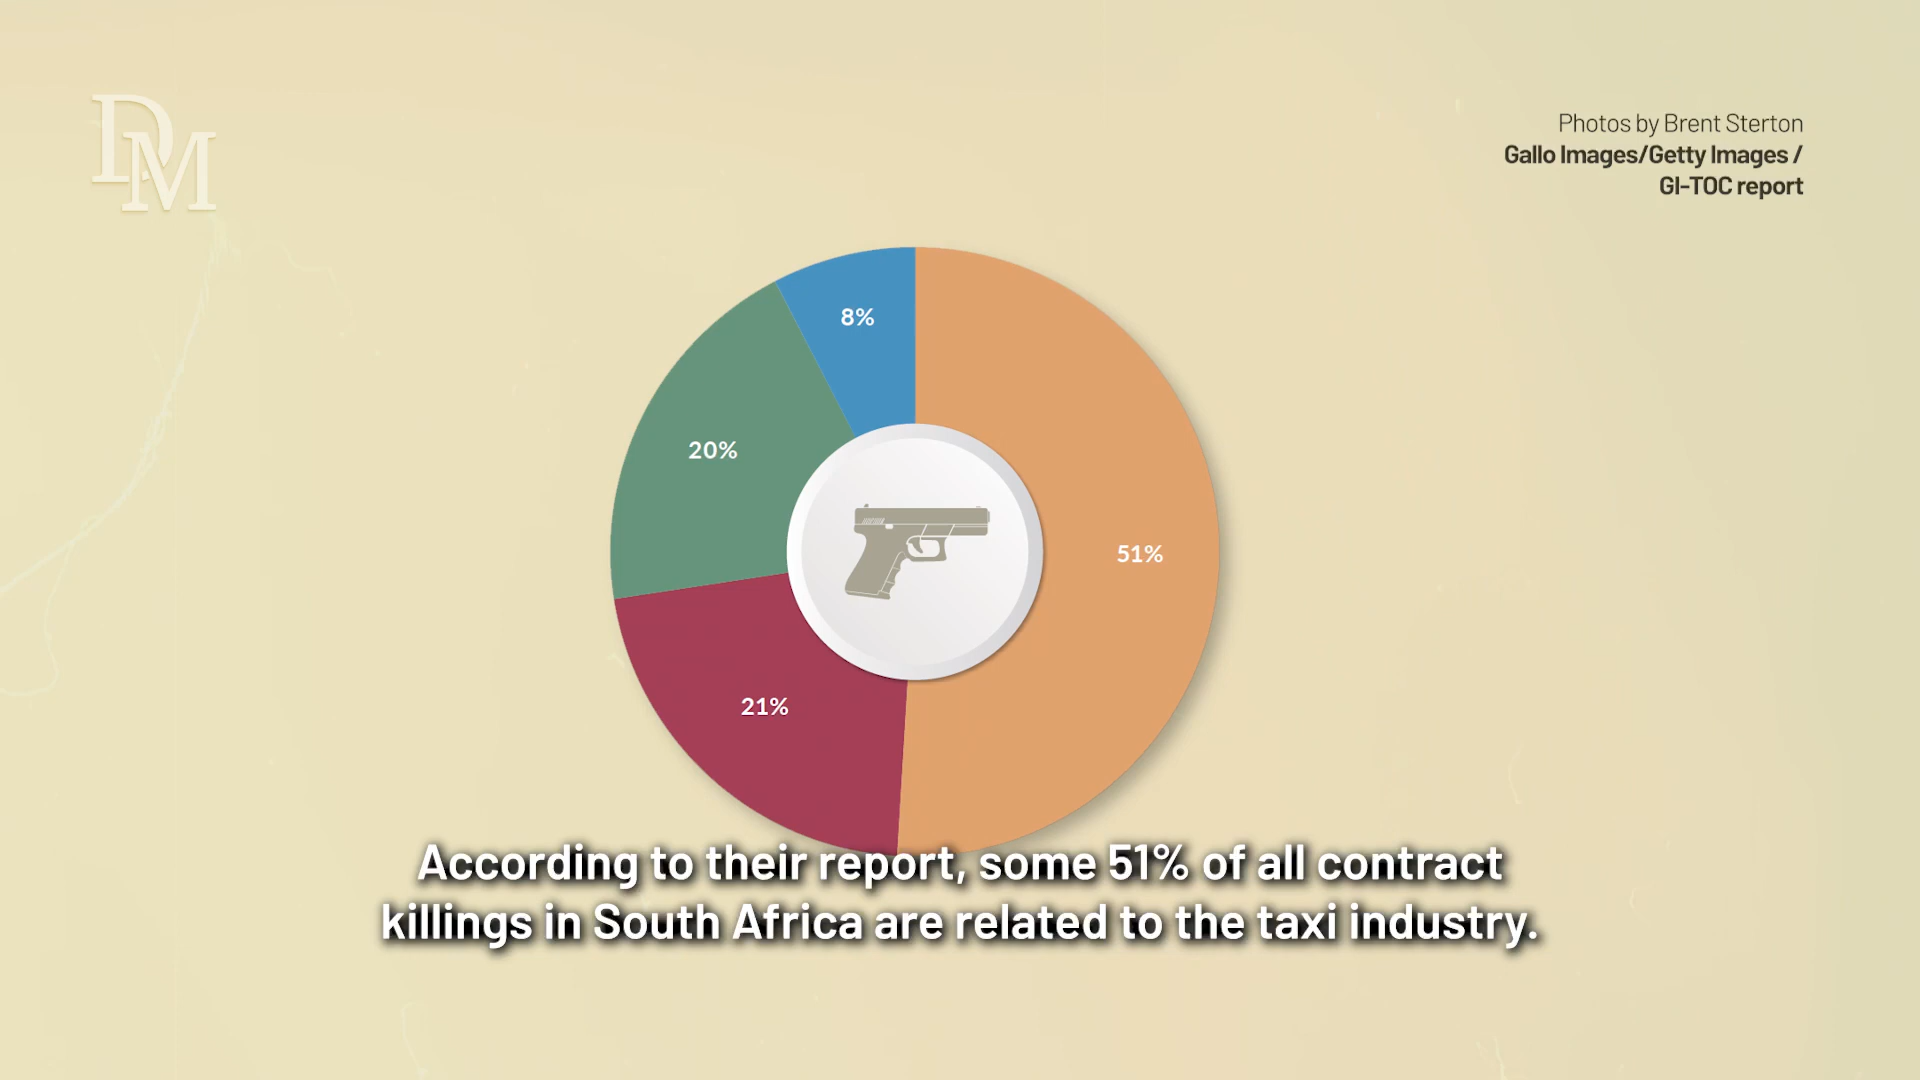 DM
Photos by Brent Sterton
Gallo Images/Getty Images /
GI-TOC report
8%
20%
51%
21%
According to their report, some 51% of all contract
killings in South Africa are related to the taxi industry.